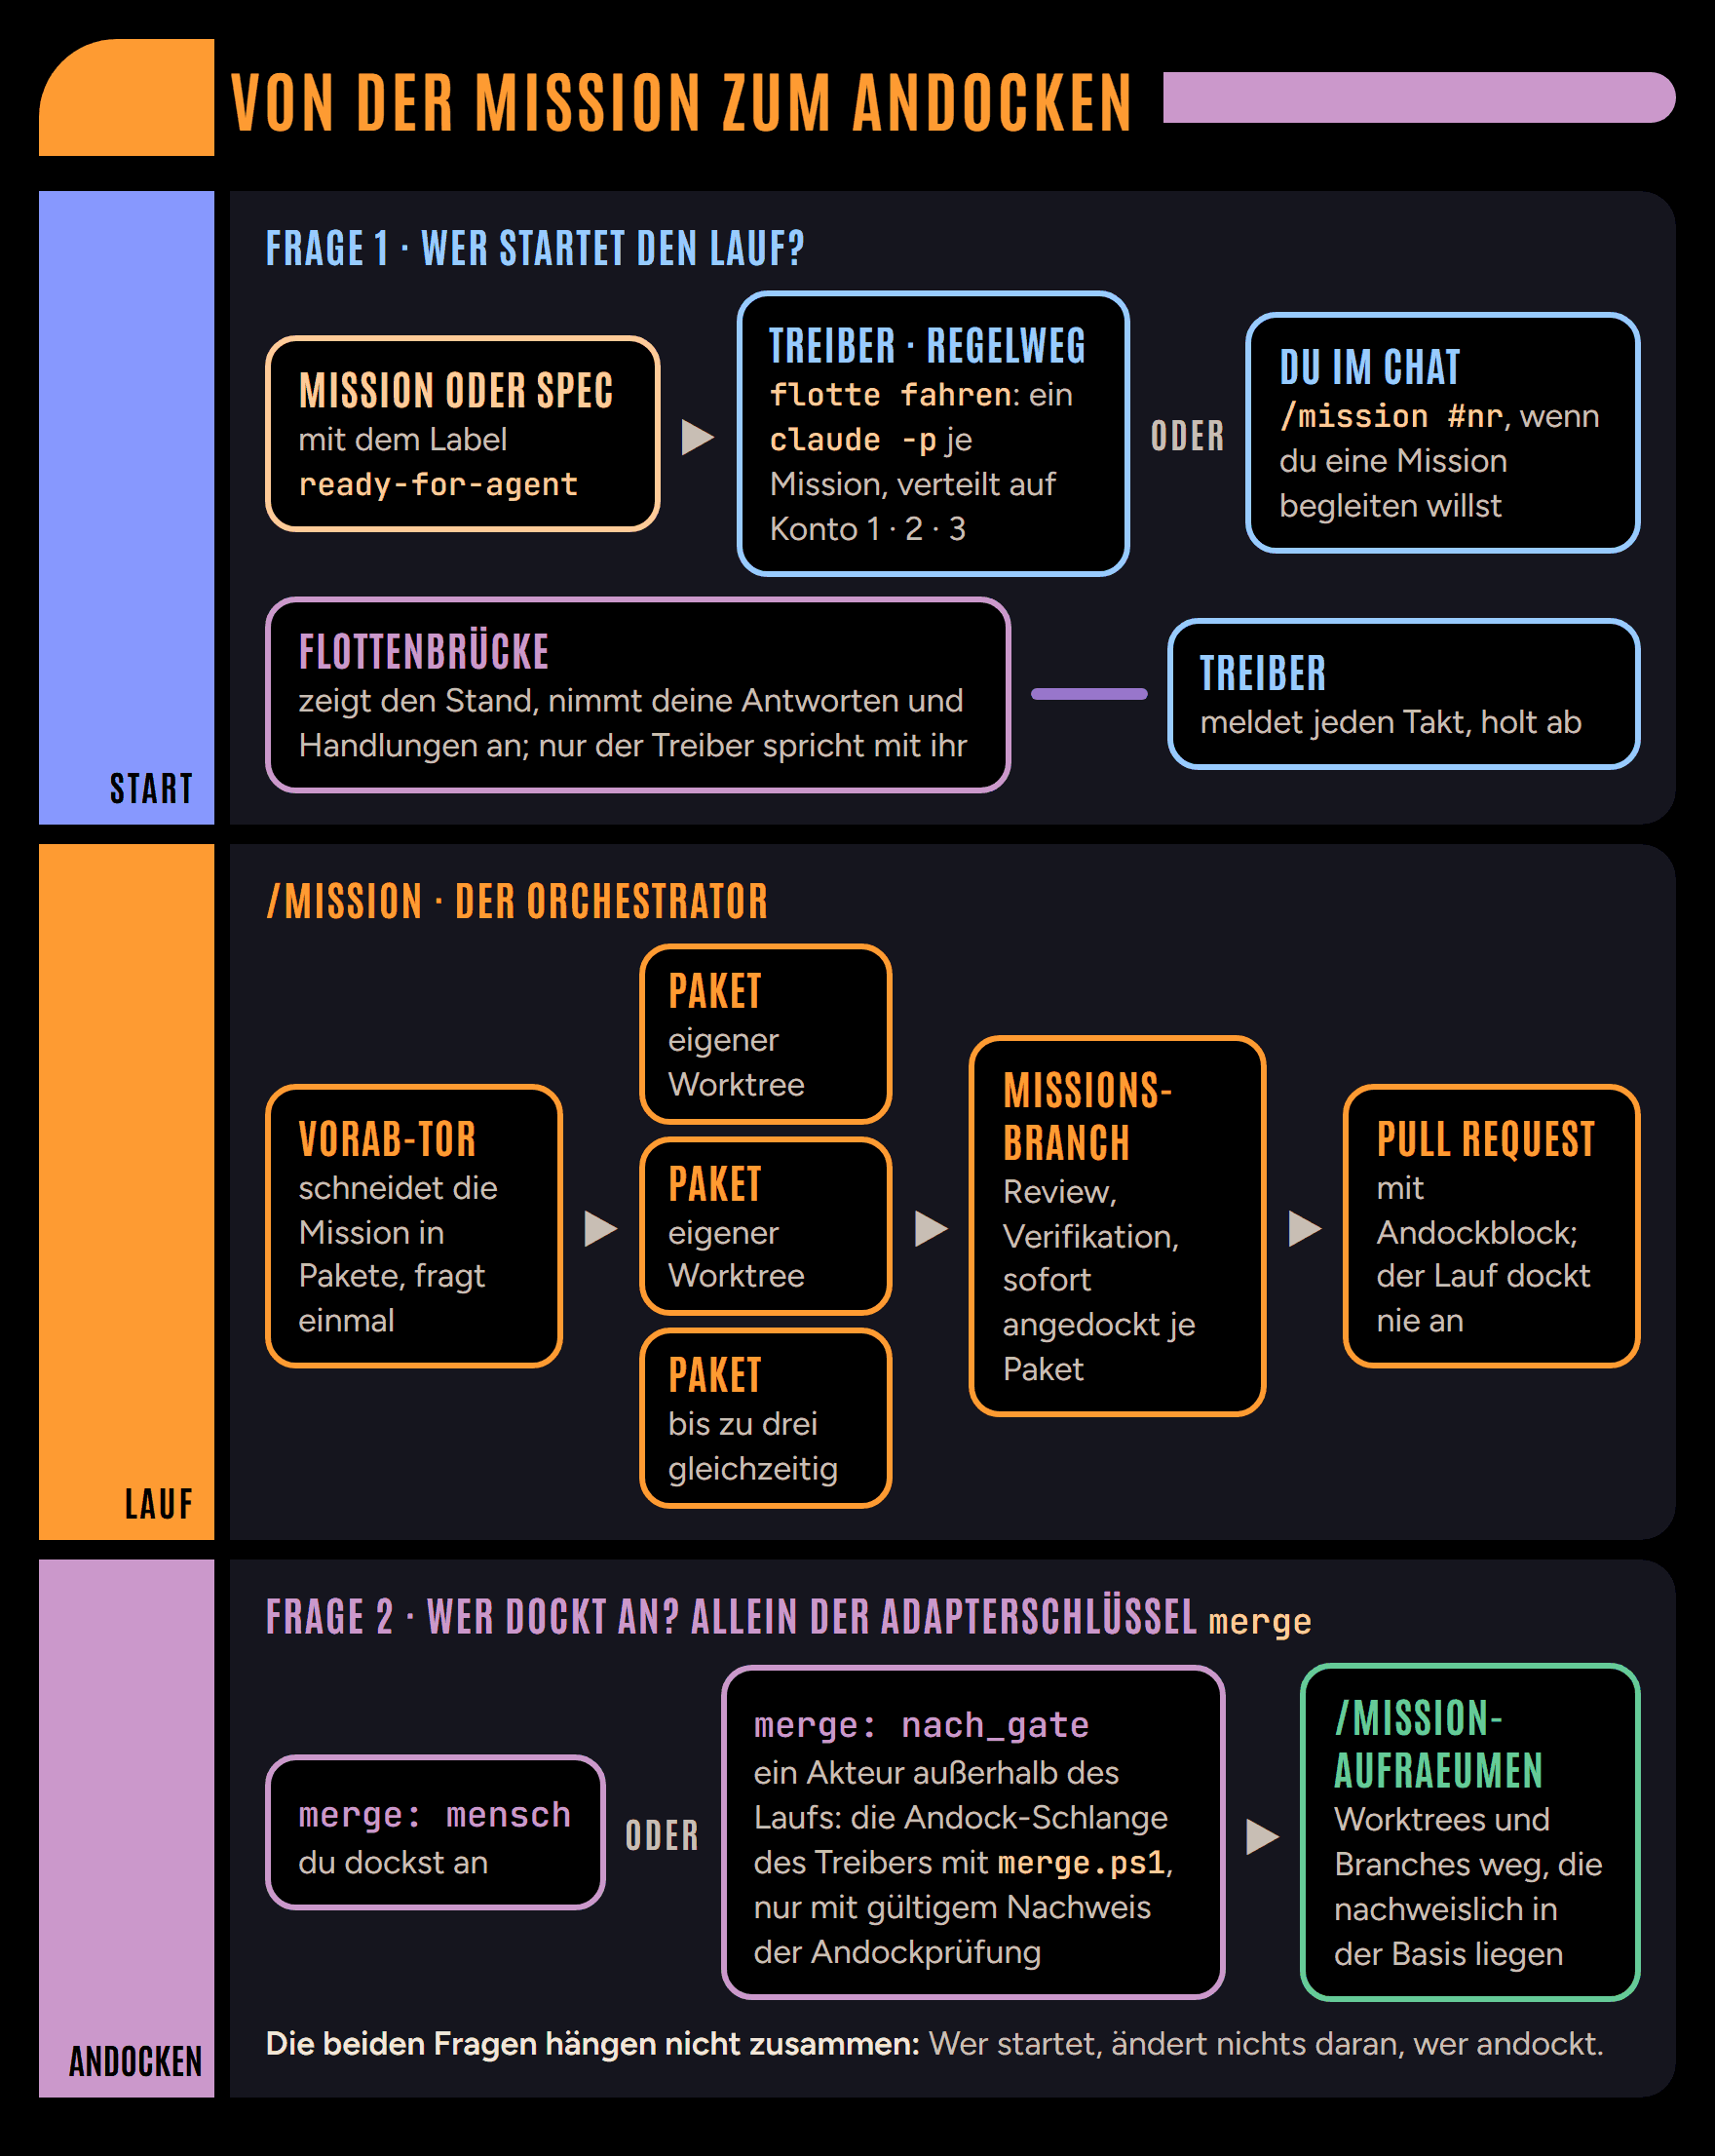 VON DER MISSION ZUM ANDOCKEN
FRAGE 1 · WER STARTET DEN LAUF?
MISSION ODER SPEC
mit dem Label
ready-for-agent
TREIBER · REGELWEG
flotte fahren: ein
claude -p je
Mission, verteilt auf
Konto 1 · 2 · 3
ODER
DU IM CHAT
/mission #nr, wenn
du eine Mission
begleiten willst
FLOTTENBRÜCKE
zeigt den Stand, nimmt deine Antworten und
Handlungen an; nur der Treiber spricht mit ihr
TREIBER
meldet jeden Takt, holt ab
START
/MISSION · DER ORCHESTRATOR
VORAB-TOR
schneidet die
Mission in
Pakete, fragt
einmal
PAKET
eigener
Worktree
PAKET
eigener
Worktree
PAKET
bis zu drei
gleichzeitig
MISSIONS-
BRANCH
Review,
Verifikation,
sofort
angedockt je
Paket
PULL REQUEST
mit
Andockblock;
der Lauf dockt
nie an
LAUF
FRAGE 2 · WER DOCKT AN? ALLEIN DER ADAPTERSCHLÜSSEL merge
merge: mensch
du dockst an
ODER
merge: nach_gate
ein Akteur außerhalb des
Laufs: die Andock-Schlange
des Treibers mit merge.ps1,
nur mit gültigem Nachweis
der Andockprüfung
/MISSION-
AUFRAEUMEN
Worktrees und
Branches weg, die
nachweislich in
der Basis liegen
Die beiden Fragen hängen nicht zusammen: Wer startet, ändert nichts daran, wer andockt.
ANDOCKEN